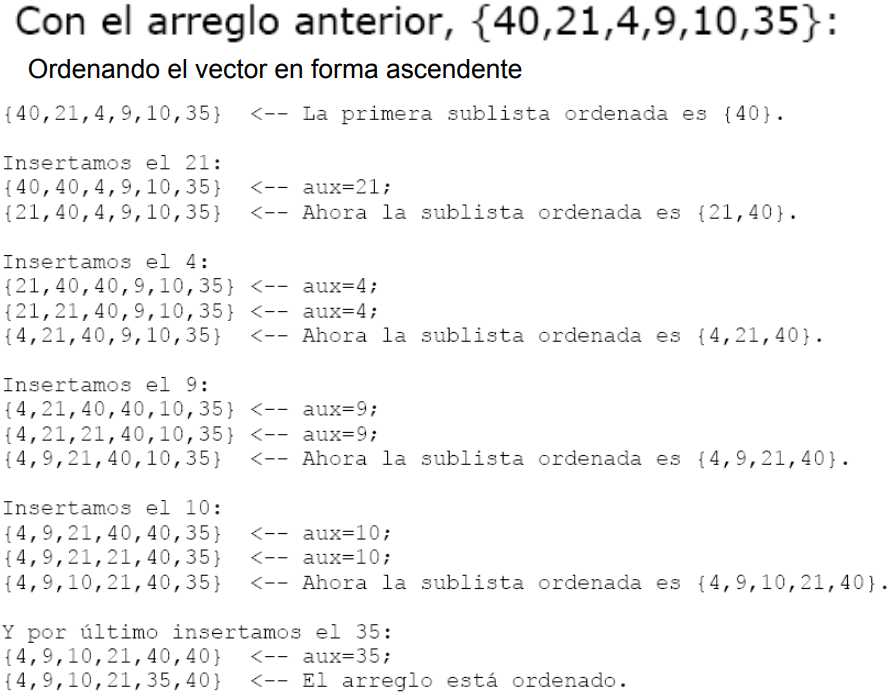 Con el arreglo anterior, {40,21,4,9,10,35}:
Ordenando el vector en forma ascendente
{40,21,4,9,10,35}  <-- La primera sublista ordenada es {40}.
Insertamos el 21:
{40,40,4,9,10,35}  <-- aux=21;
{21,40,4,9,10,35}  <-- Ahora la sublista ordenada es {21,40}.
Insertamos el 4:
{21,40,40,9,10,35} <-- aux=4;
{21,21,40,9,10,35} <-- aux=4;
{4,21,40,9,10,35}  <-- Ahora la sublista ordenada es {4,21,40}.
Insertamos el 9:
{4,21,40,40,10,35} <-- aux=9;
{4,21,21,40,10,35} <-- aux=9;
{4,9,21,40,10,35}  <-- Ahora la sublista ordenada es {4,9,21,40}.
Insertamos el 10:
{4,9,21,40,40,35}  <-- aux=10;
{4,9,21,21,40,35}  <-- aux=10;
{4,9,10,21,40,35}  <-- Ahora la sublista ordenada es {4,9,10,21,40}.
Y por último insertamos el 35:
{4,9,10,21,40,40}  <-- aux=35;
{4,9,10,21,35,40}  <-- El arreglo está ordenado.